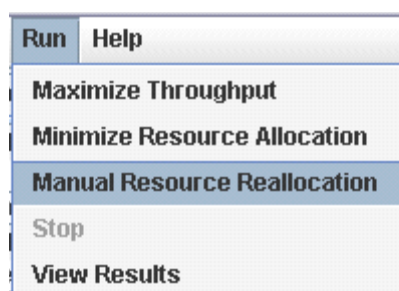 Run Help
Maximize Throughput
Minimize Resource Allocation
Manual Resource Reallocation
Stop
View Results